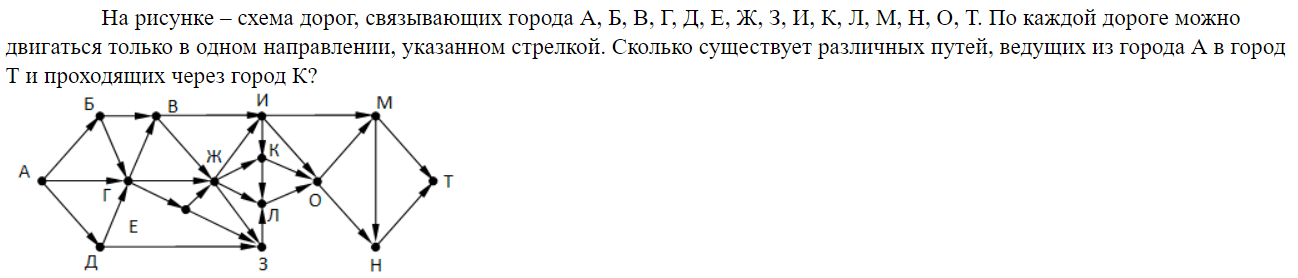 На рисунке – схема дорог, связывающих города А, Б, В, Г, Д, Е, Ж, З, И, К, Л, М, Н, О, Т. По каждой дороге можно
двигаться только в одном направлении, указанном стрелкой. Сколько существует различных путей, ведущих из города А в город
Т и проходящих через город К?
Б
В
И
М
А
Ж
К
Г
Т
Е
Л
О
Д
З
Н